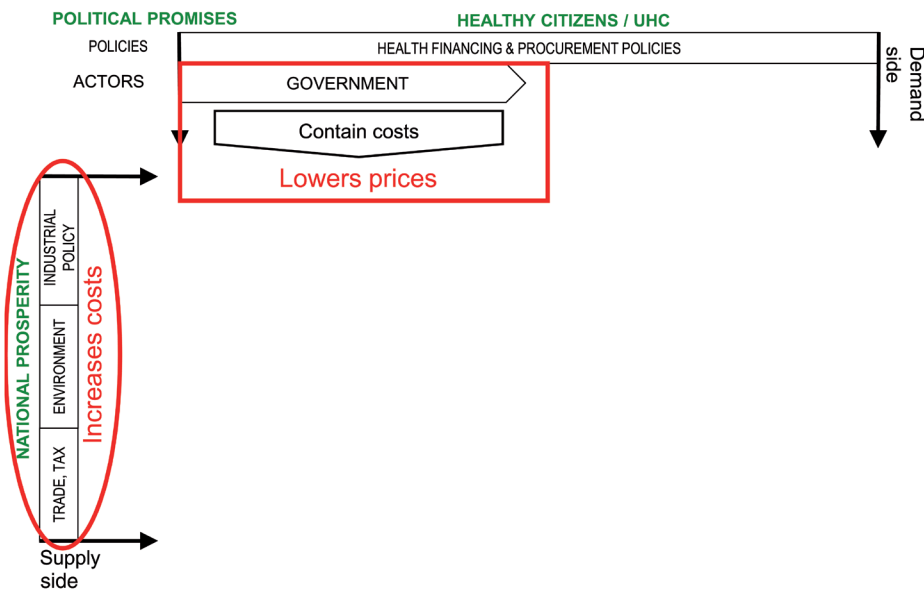 POLITICAL PROMISES
HEALTHY CITIZENS / UHC
POLICIES
HEALTH FINANCING & PROCUREMENT POLICIES
Demand
side
ACTORS
GOVERNMENT
Contain costs
Lowers prices
NATIONAL PROSPERITY
INDUSTRIAL
POLICY
ENVIRONMENT
TRADE, TAX
Increases costs
Supply
side